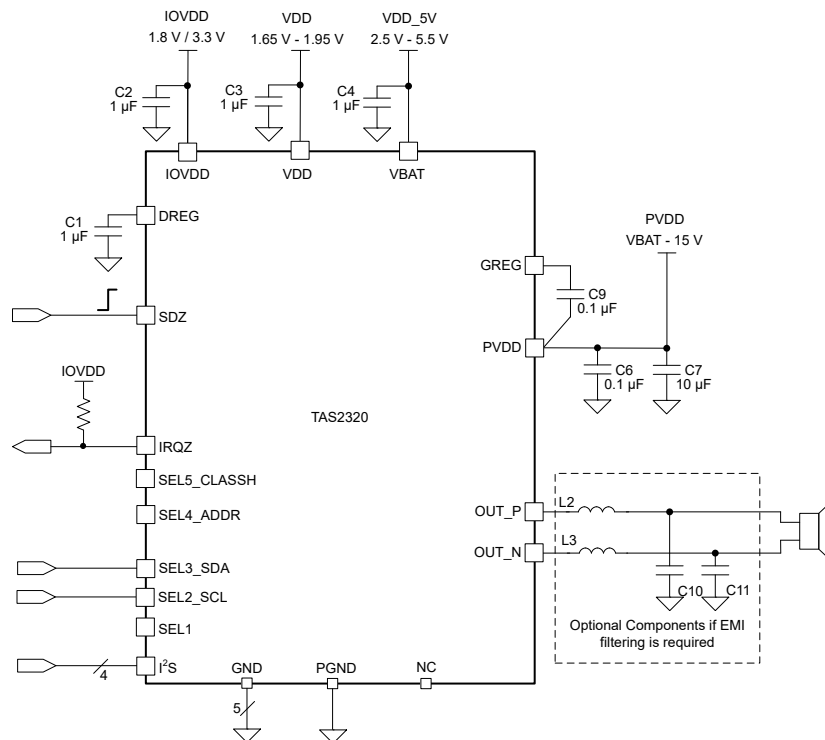 IOVDD
1.8 V / 3.3 V
VDD
1.65 V - 1.95 V
VDD_5V
2.5 V - 5.5 V
C2
1 µF
C3
1 µF
C4
1 µF
IOVDD
VDD
VBAT
C1
1 µF
DREG
PVDD
VBAT - 15 V
GREG
C9
0.1 µF
SDZ
PVDD
C6
0.1 µF
C7
10 µF
IOVDD
TAS2320
IRQZ
SEL5_CLASSH
SEL4_ADDR
OUT_P
L2
OUT_N
L3
SEL3_SDA
SEL2_SCL
C10
C11
SEL1
Optional Components if EMI
filtering is required
I²S
4
GND
PGND
NC
5